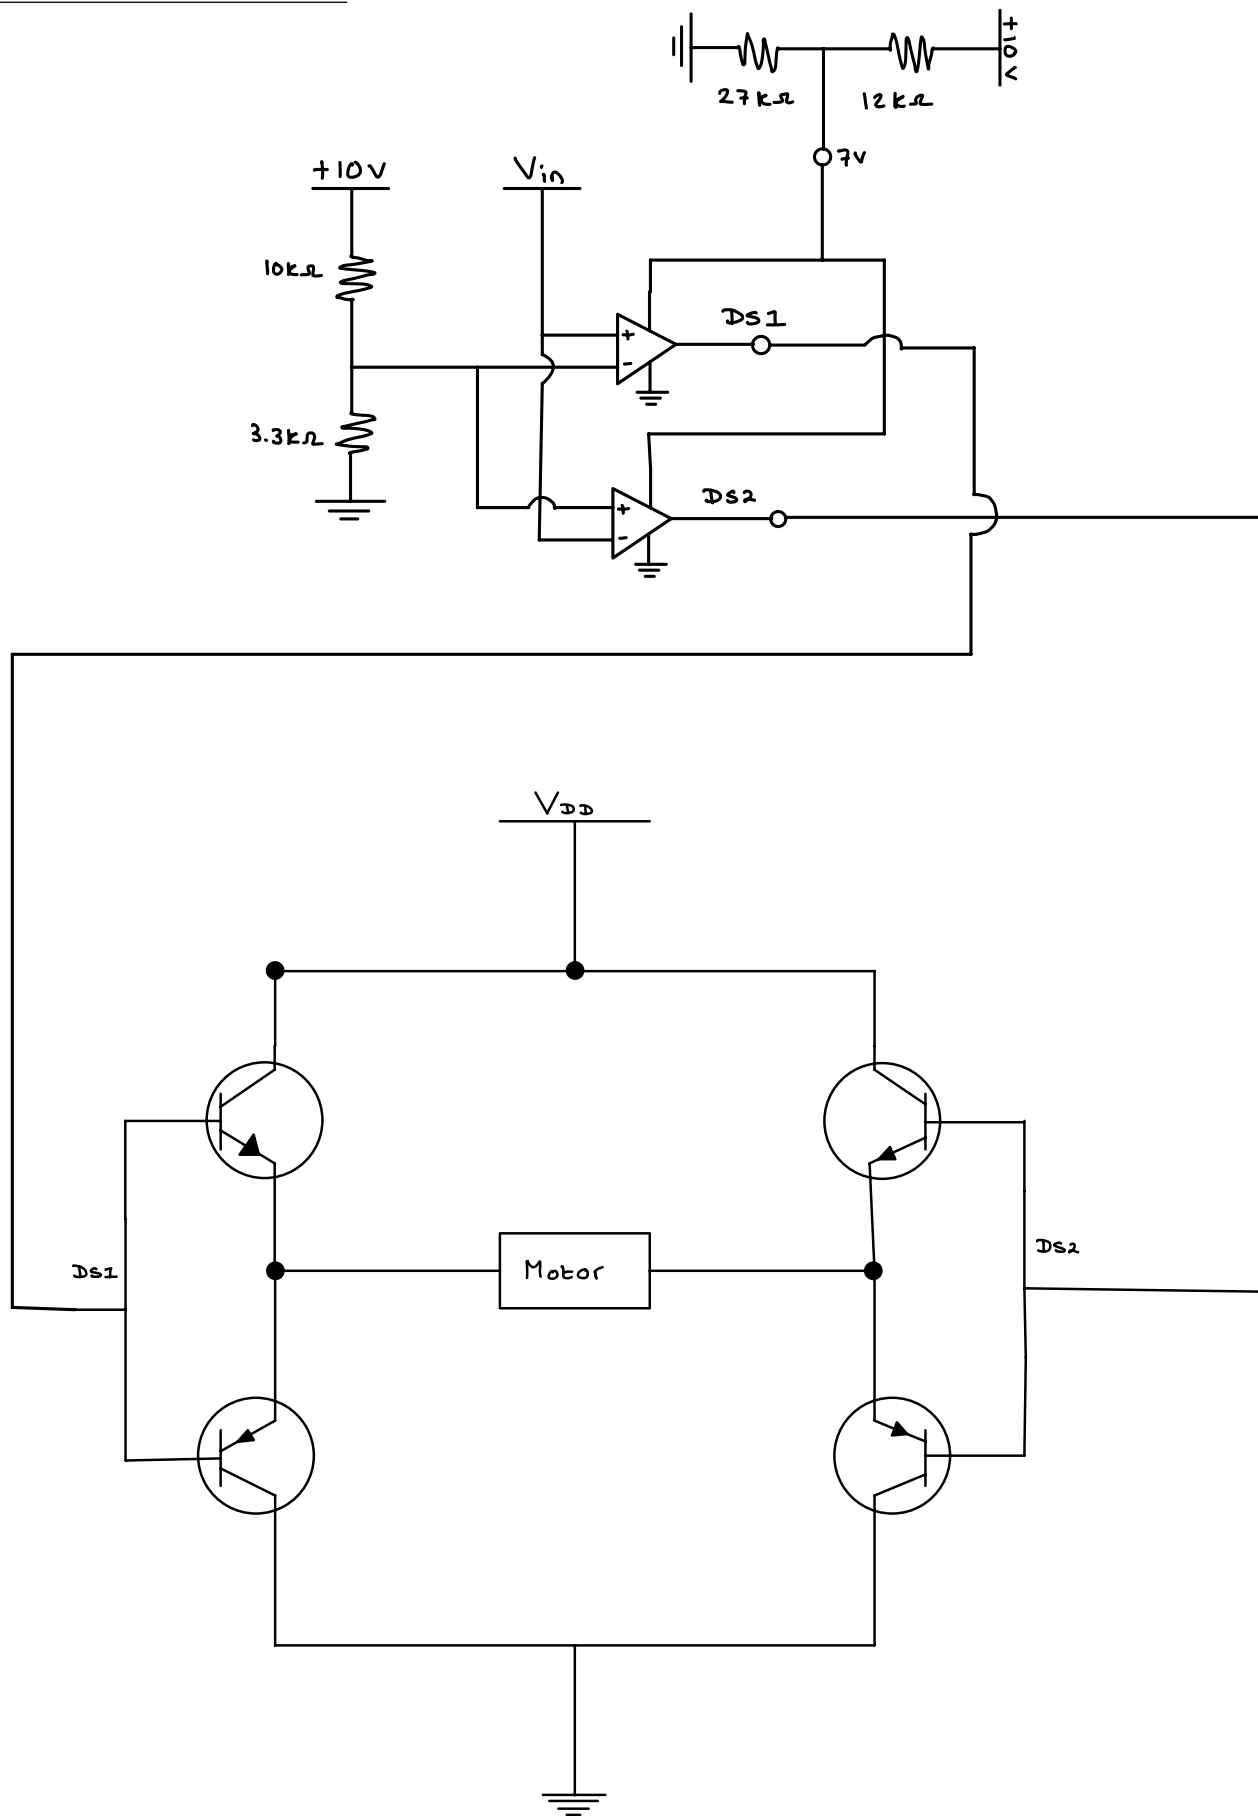 +10V
27KΩ
12KΩ
7V
+10V
Vin
10KΩ
3.3KΩ
+
-
DS1
+
-
DS2
VDD
DS1
Motor
DS2